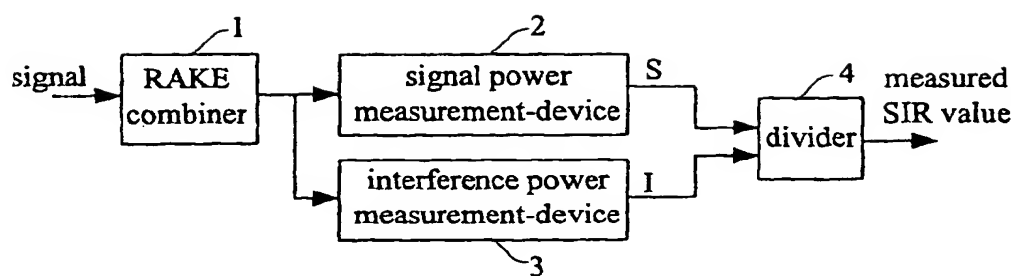 1
signal
RAKE
combiner
2
signal power
measurement-device
S
interference power
measurement-device
I
3
4
divider
measured
SIR value